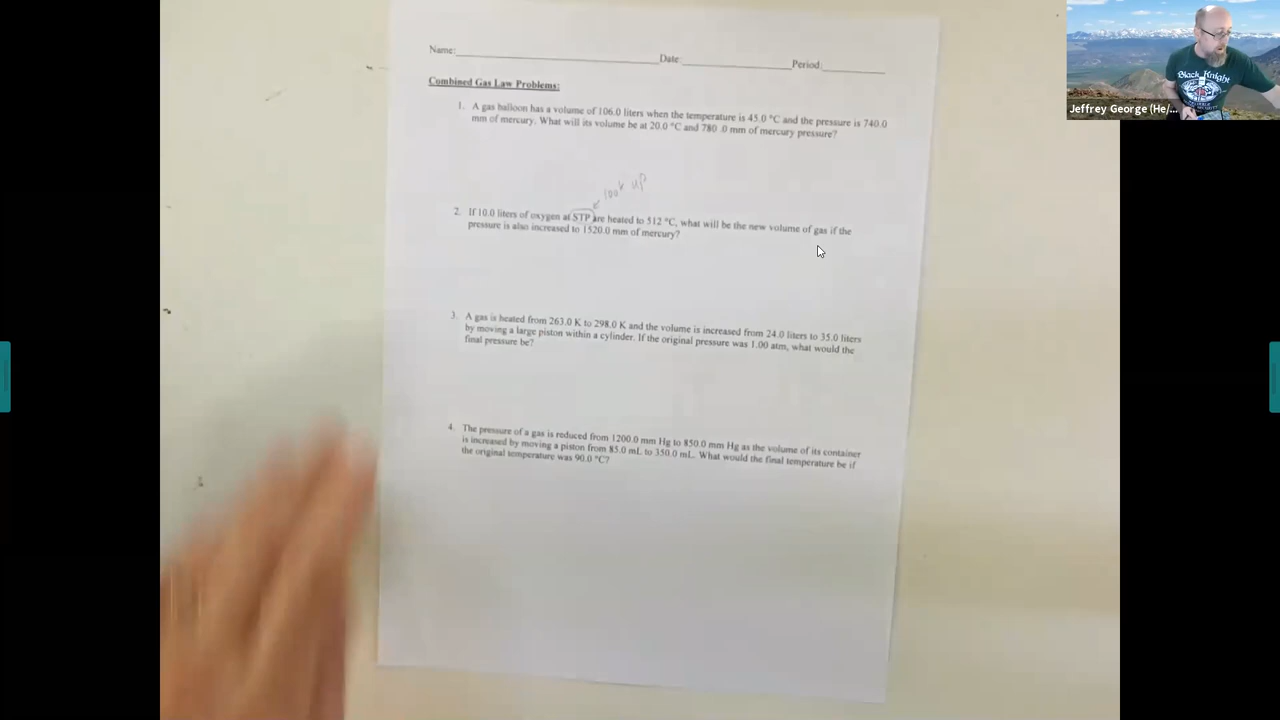 Name: Date: Period:
Combined Gas Law Problems:
1. A gas balloon has a volume of 106.0 liters when the temperature is 45.0 °C and the pressure is 740.0
mm of mercury. What will its volume be at 20.0 °C and 780 .0 mm of mercury pressure?
look up
2. If 10.0 liters of oxygen at STP are heated to 512 °C, what will be the new volume of gas if the
pressure is also increased to 1520.0 mm of mercury?
3. A gas is heated from 263.0 K to 298.0 K and the volume is increased from 24.0 liters to 35.0 liters
by moving a large piston within a cylinder. If the original pressure was 1.00 atm, what would the
final pressure be?
4. The pressure of a gas is reduced from 1200.0 mm Hg to 850.0 mm Hg as the volume of its container
is increased by moving a piston from 85.0 mL to 350.0 mL. What would the final temperature be if
the original temperature was 90.0 °C?
Black Knight
Jeffrey George (He/...